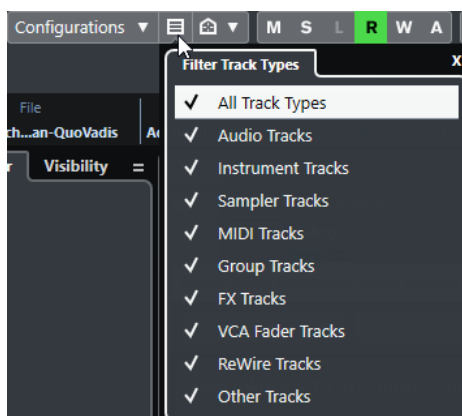 Configurations
M S L R W A
Filter Track Types
X
File
ch...an-QuoVadis
Visibility
All Track Types
Audio Tracks
Instrument Tracks
Sampler Tracks
MIDI Tracks
Group Tracks
FX Tracks
VCA Fader Tracks
ReWire Tracks
Other Tracks